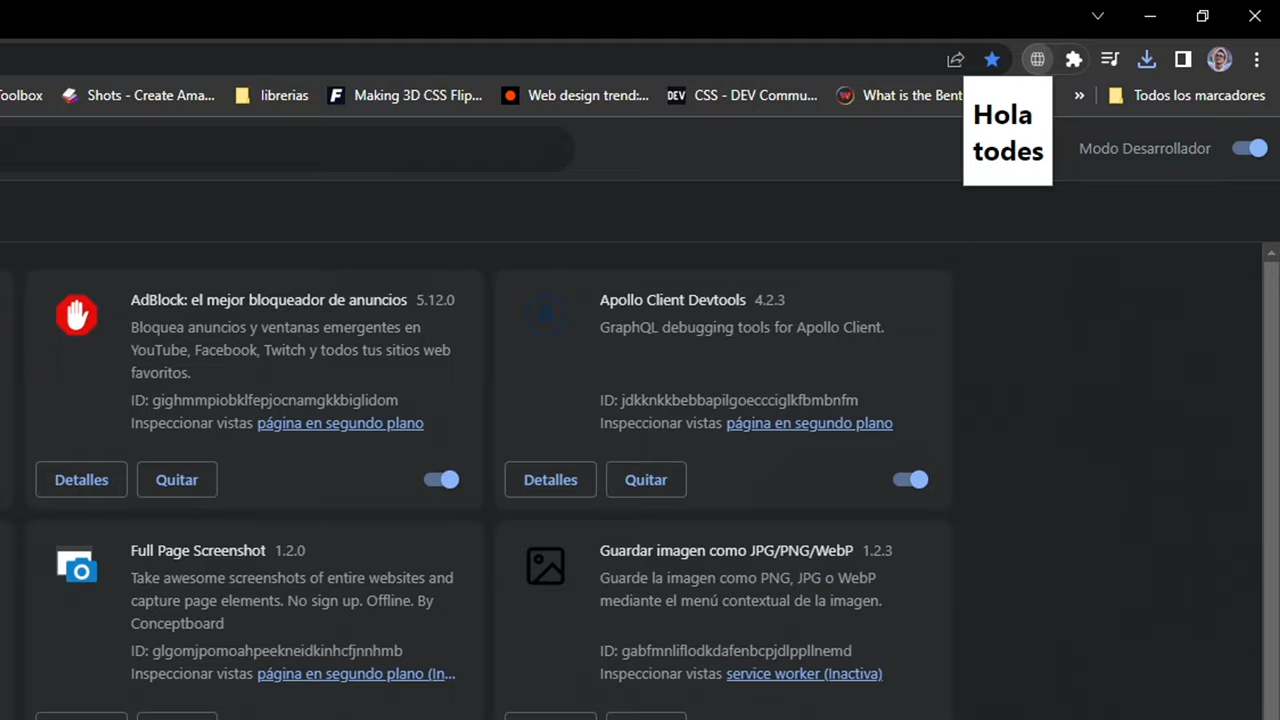 oolbox
Shots - Create Ama...
librerias
Making 3D CSS Flip...
Web design trend:...
DEV
CSS - DEV Commu...
What is the Bent
»
Todos los marcadores
Hola
todes
Modo Desarrollador
AdBlock: el mejor bloqueador de anuncios 5.12.0
Bloquea anuncios y ventanas emergentes en
YouTube, Facebook, Twitch y todos tus sitios web
favoritos.
ID: gighmmpiobklfepjocnamgkkbiglidom
Inspeccionar vistas página en segundo plano
Detalles
Quitar
Apollo Client Devtools 4.2.3
GraphQL debugging tools for Apollo Client.
ID: jdkknkkbebbapilgoeccciglkfbmbnfm
Inspeccionar vistas página en segundo plano
Detalles
Quitar
Full Page Screenshot 1.2.0
Take awesome screenshots of entire websites and
capture page elements. No sign up. Offline. By
Conceptboard
ID: glgomjpomoahpeekneidkinhcfjnnhmb
Inspeccionar vistas página en segundo plano (In...
Guardar imagen como JPG/PNG/WebP 1.2.3
Guarde la imagen como PNG, JPG o WebP
mediante el menú contextual de la imagen.
ID: gabfmnliflodkdafenbcpjdlppllnemd
Inspeccionar vistas service worker (Inactiva)